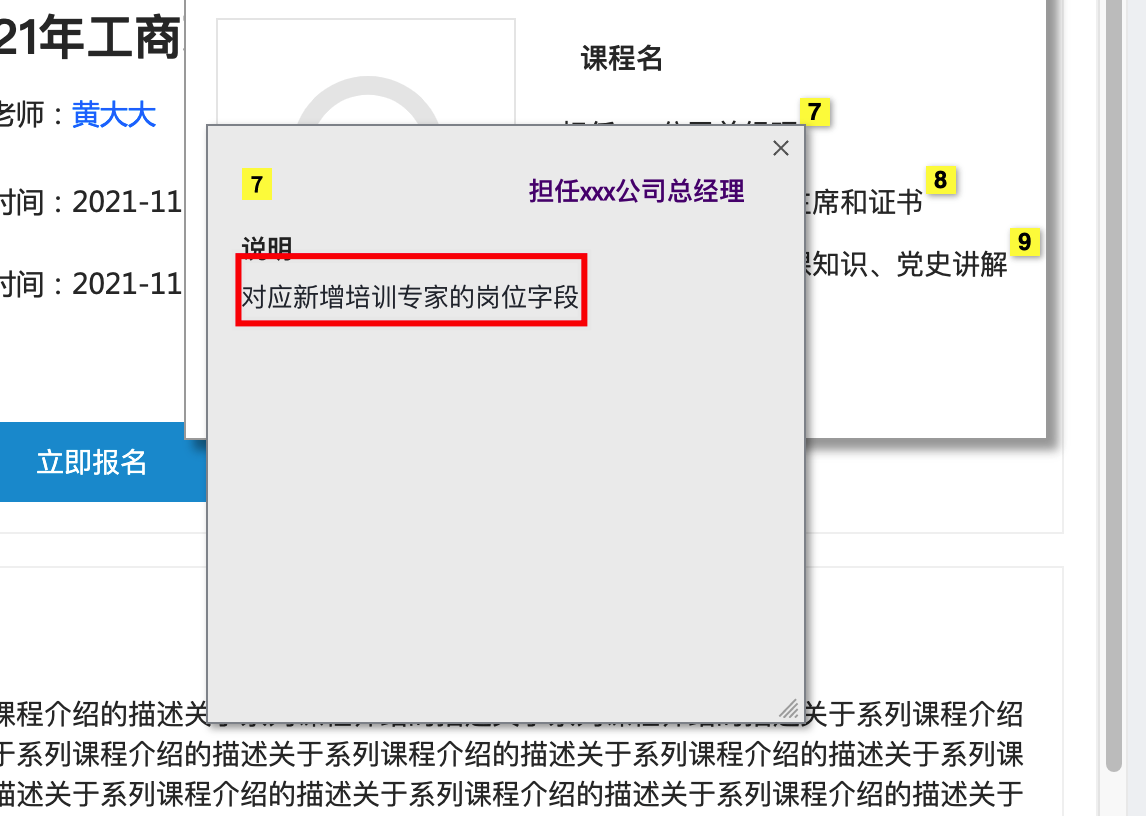 21年工商
课程名
老师：黄大大
7
7
担任xxx公司总经理
8
席和证书
时间：2021-11
说明
9
知识、党史讲解
对应新增培训专家的岗位字段
时间：2021-11
立即报名
课程介绍的描述关
关于系列课程介绍
于系列课程介绍的描述关于系列课程介绍的描述关于系列课程介绍的描述关于系列课
描述关于系列课程介绍的描述关于系列课程介绍的描述关于系列课程介绍的描述关于